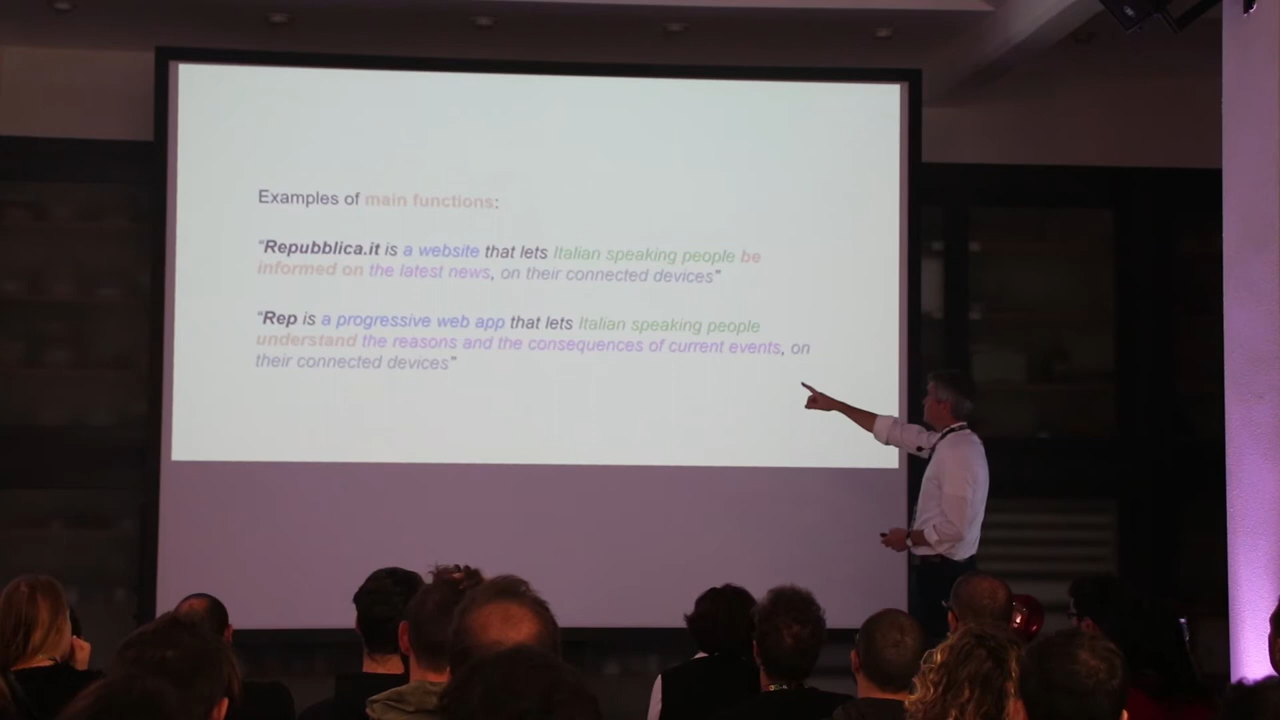 Examples of main functions:
“Repubblica.it is a website that lets Italian speaking people be
informed on the latest news, on their connected devices”
“Rep is a progressive web app that lets Italian speaking people
understand the reasons and the consequences of current events, on
their connected devices”